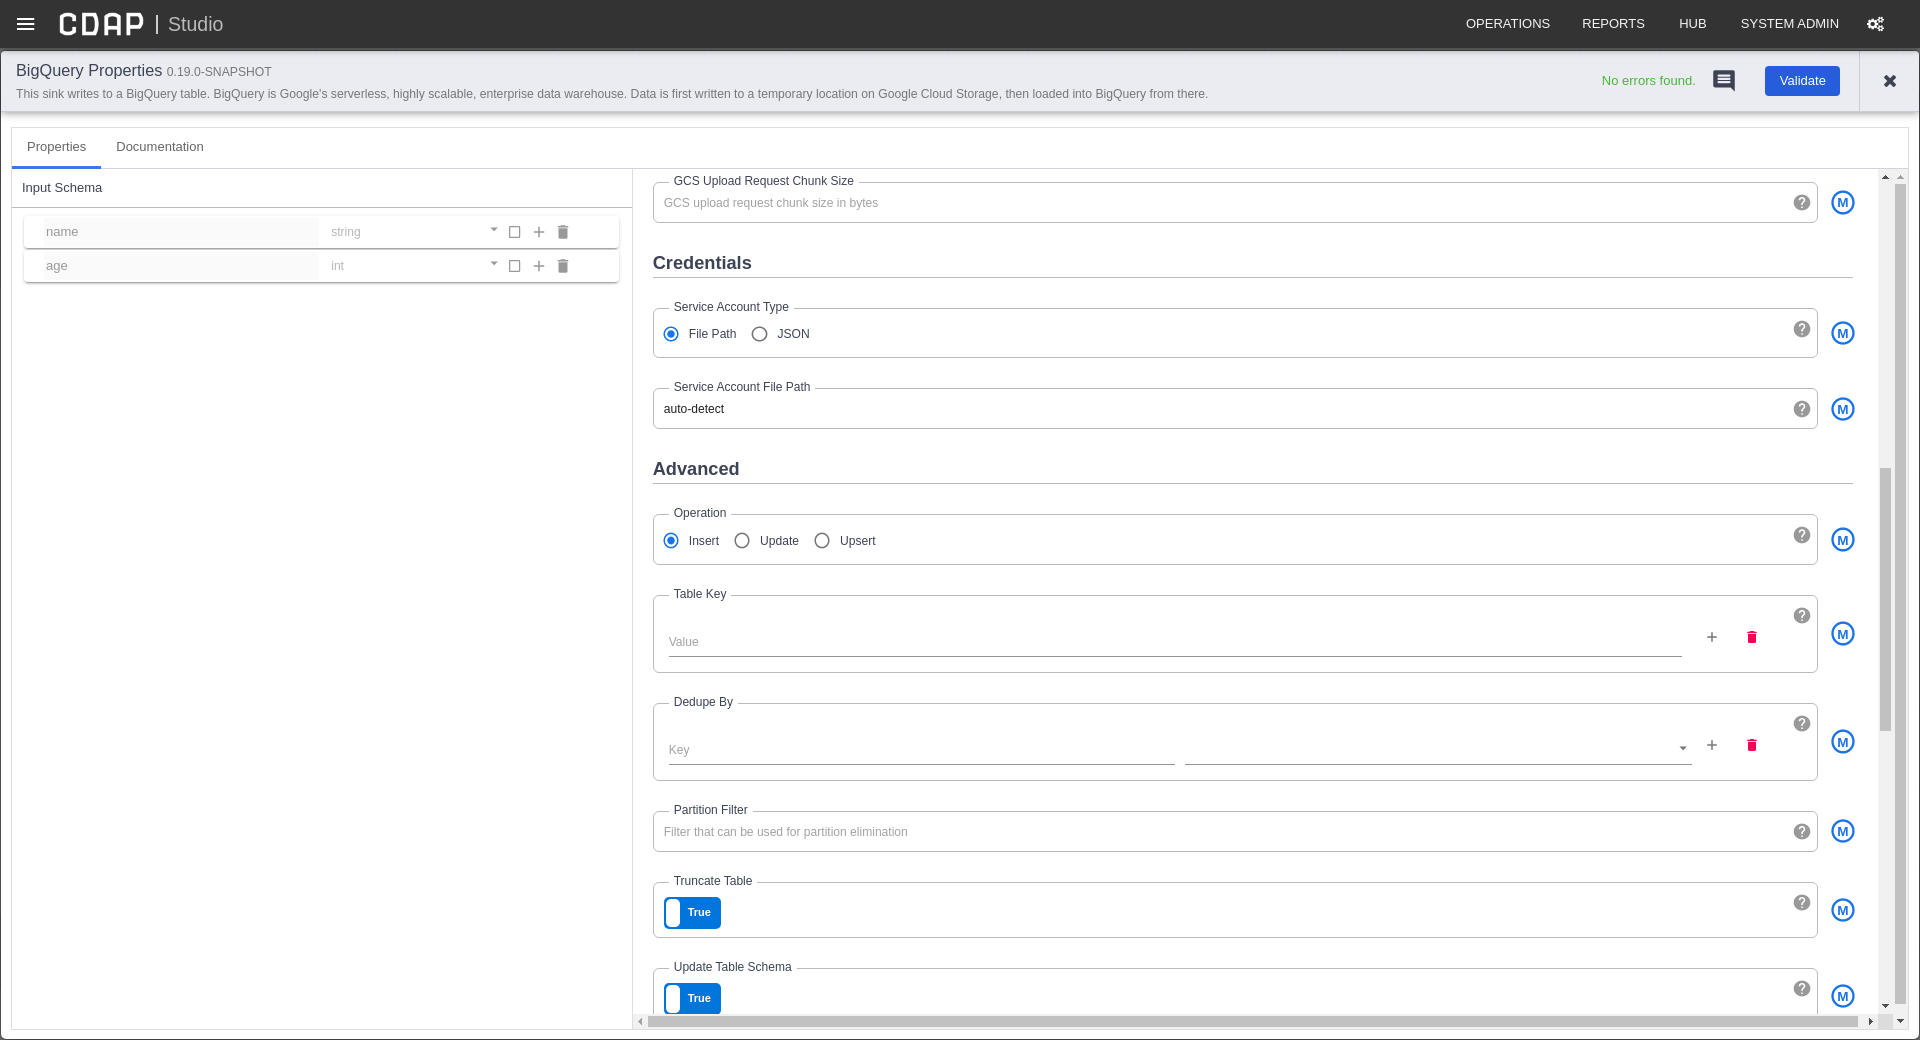 CDAP | Studio
OPERATIONS REPORTS HUB SYSTEM ADMIN
BigQuery Properties 0.19.0-SNAPSHOT
This sink writes to a BigQuery table. BigQuery is Google's serverless, highly scalable, enterprise data warehouse. Data is first written to a temporary location on Google Cloud Storage, then loaded into BigQuery from there.
No errors found.
Validate
Properties Documentation
Input Schema
name string
age int
GCS Upload Request Chunk Size
GCS upload request chunk size in bytes
M
Credentials
Service Account Type
File Path JSON
M
Service Account File Path
auto-detect
M
Advanced
Operation
Insert Update Upsert
M
Table Key
Value
M
Dedupe By
Key
M
Partition Filter
Filter that can be used for partition elimination
M
Truncate Table
True
M
Update Table Schema
True
M